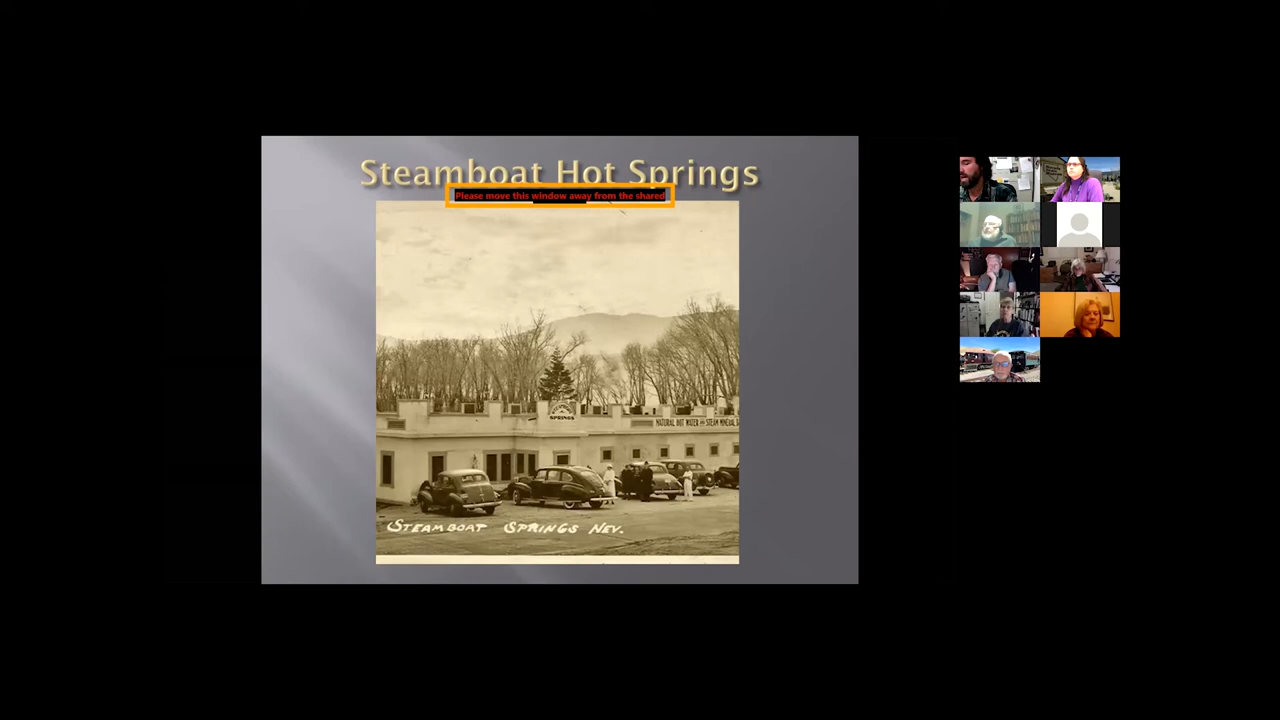 Steamboat Hot Springs
Please move this window away from the shared
SPRINGS
NATURAL HOT WATER AND STEAM MINERAL
STEAMBOAT SPRINGS NEV.